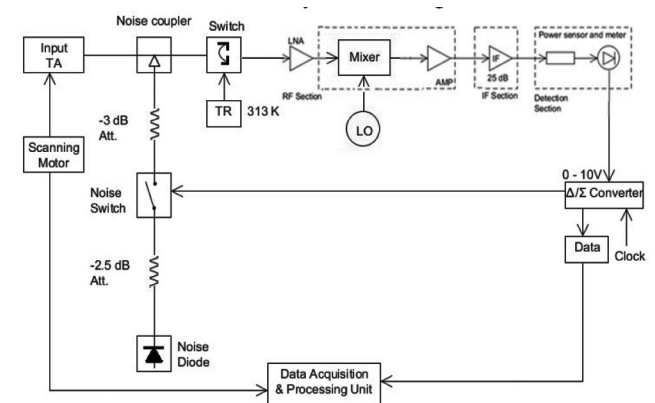 Noise coupler
Switch
Input
TA
LNA
Mixer
AMP
RF Section
IF
25 dB
IF Section
Power sensor and meter
Detection
Section
TR
313 K
LO
-3 dB
Att.
Scanning
Motor
Noise
Switch
0 - 10V
Δ/Σ Converter
Data
Clock
-2.5 dB
Att.
Noise
Diode
Data Acquisition
& Processing Unit